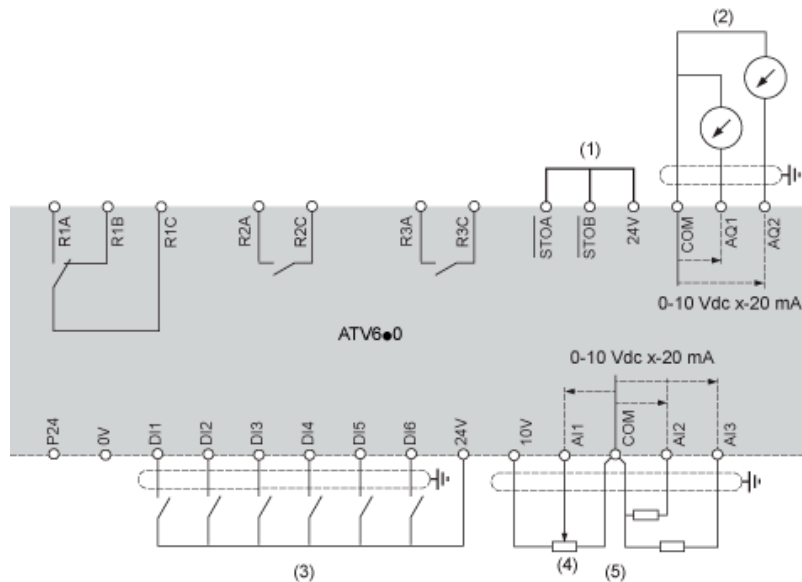 (2)
(1)
R1A R1B R1C R2A R2C R3A R3C STOA STOB 24V COM AQ1 AQ2
0-10 Vdc x-20 mA
ATV6●0
0-10 Vdc x-20 mA
P24 0V DI1 DI2 DI3 DI4 DI5 DI6 24V 10V AI1 COM AI2 AI3
(3)
(4)
(5)